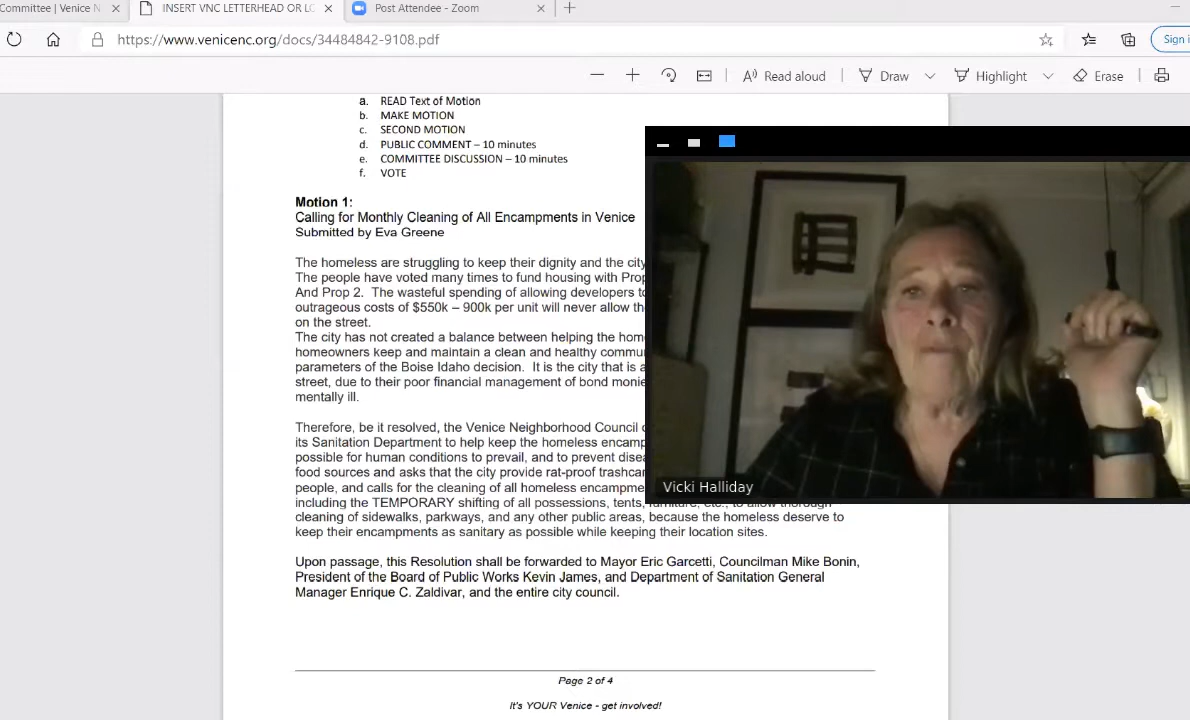 Committee | Venice N
INSERT VNC LETTERHEAD OR LO
Post Attendee - Zoom
https://www.venicenc.org/docs/34484842-9108.pdf
Sign i
Read aloud
Draw
Highlight
Erase
a. READ Text of Motion
b. MAKE MOTION
c. SECOND MOTION
d. PUBLIC COMMENT – 10 minutes
e. COMMITTEE DISCUSSION – 10 minutes
f. VOTE
Motion 1:
Calling for Monthly Cleaning of All Encampments in Venice
Submitted by Eva Greene
The homeless are struggling to keep their dignity and the city
The people have voted many times to fund housing with Prop
And Prop 2. The wasteful spending of allowing developers to
outrageous costs of $550k – 900k per unit will never allow the
on the street.
The city has not created a balance between helping the hom
homeowners keep and maintain a clean and healthy commu
parameters of the Boise Idaho decision. It is the city that is a
street, due to their poor financial management of bond monie
mentally ill.
Therefore, be it resolved, the Venice Neighborhood Council
its Sanitation Department to help keep the homeless encamp
possible for human conditions to prevail, and to prevent disea
food sources and asks that the city provide rat-proof trashcan
people, and calls for the cleaning of all homeless encampme
including the TEMPORARY shifting of all possessions, tents, furniture, etc., to allow thorough
cleaning of sidewalks, parkways, and any other public areas, because the homeless deserve to
keep their encampments as sanitary as possible while keeping their location sites.
Upon passage, this Resolution shall be forwarded to Mayor Eric Garcetti, Councilman Mike Bonin,
President of the Board of Public Works Kevin James, and Department of Sanitation General
Manager Enrique C. Zaldivar, and the entire city council.
Page 2 of 4
It's YOUR Venice - get involved!
Vicki Halliday